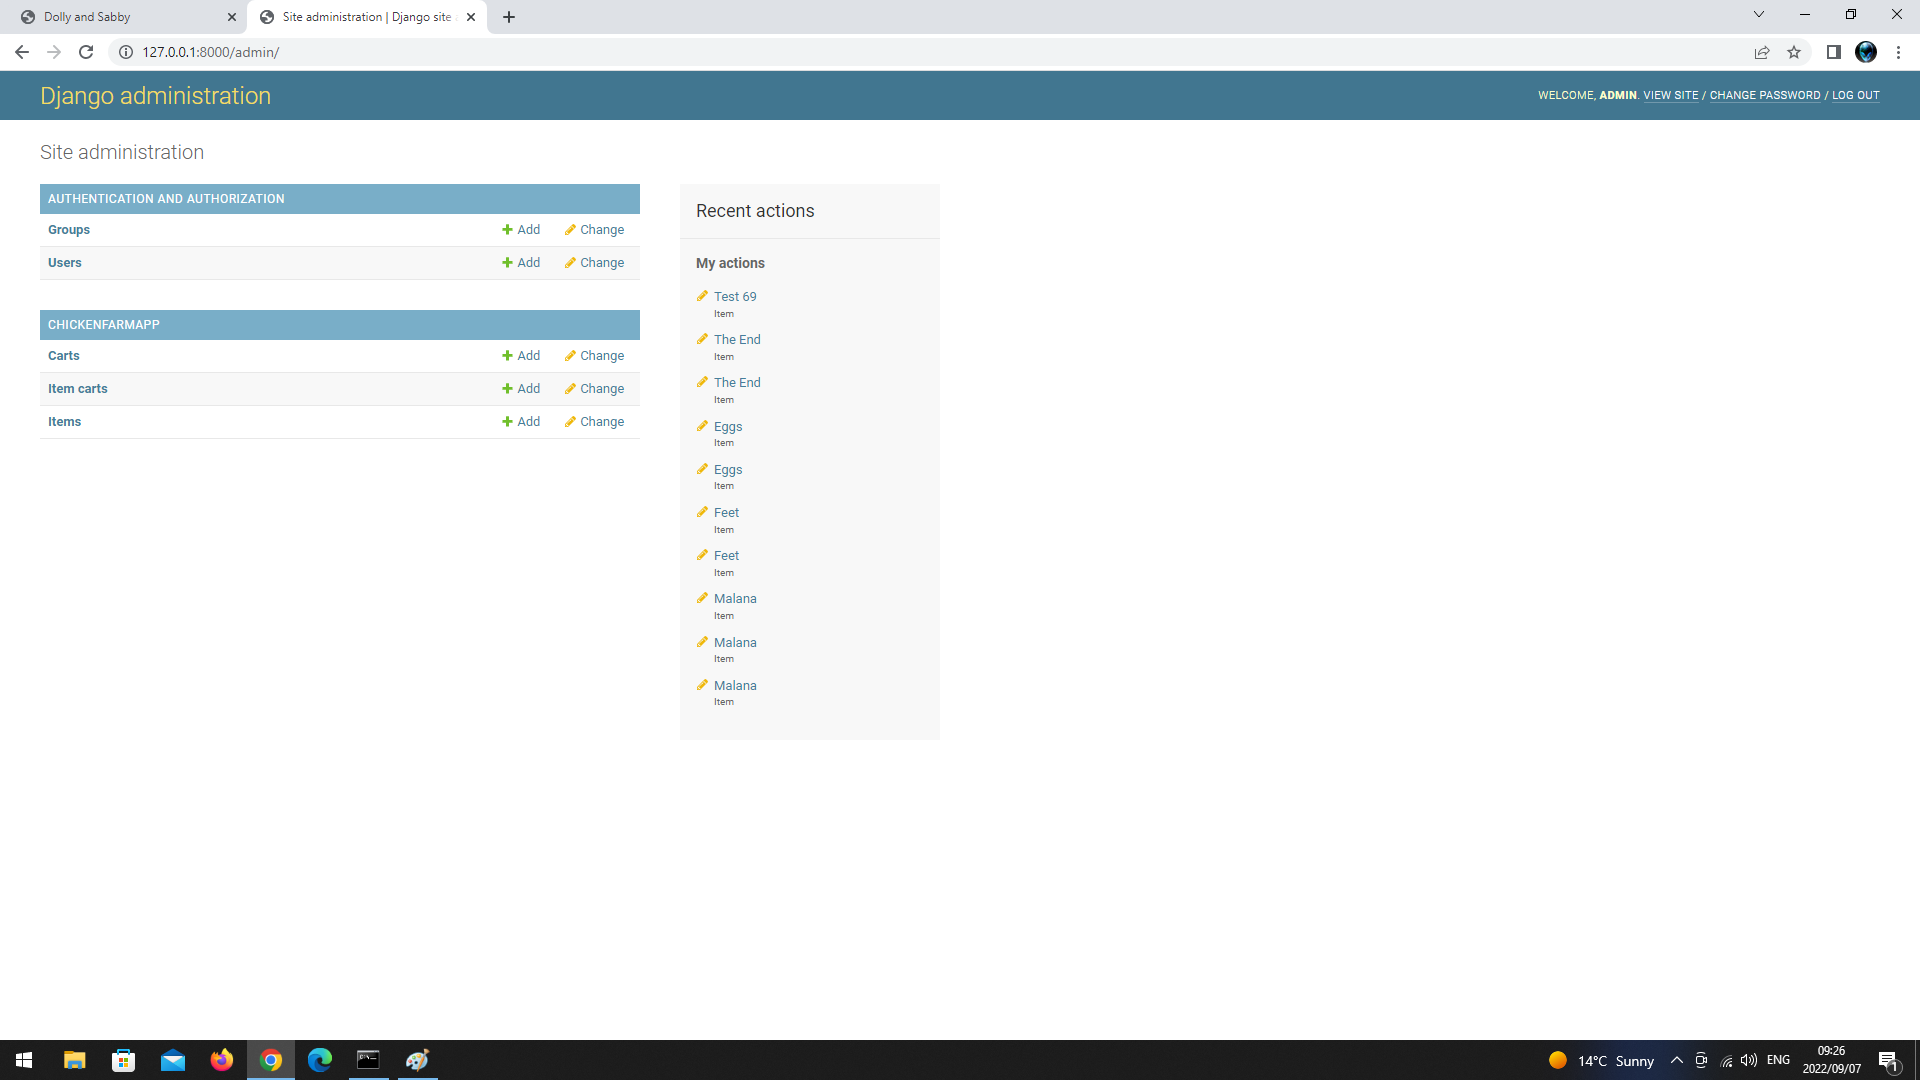 Dolly and Sabby
Site administration | Django site
127.0.0.1:8000/admin/
Django administration
WELCOME, ADMIN. VIEW SITE / CHANGE PASSWORD / LOG OUT
Site administration
AUTHENTICATION AND AUTHORIZATION
Groups Add Change
Users Add Change
CHICKENFARMAPP
Carts Add Change
Item carts Add Change
Items Add Change
Recent actions
My actions
Test 69
Item
The End
Item
The End
Item
Eggs
Item
Eggs
Item
Feet
Item
Feet
Item
Malana
Item
Malana
Item
Malana
Item
14°C Sunny
ENG
09:26
2022/09/07
1